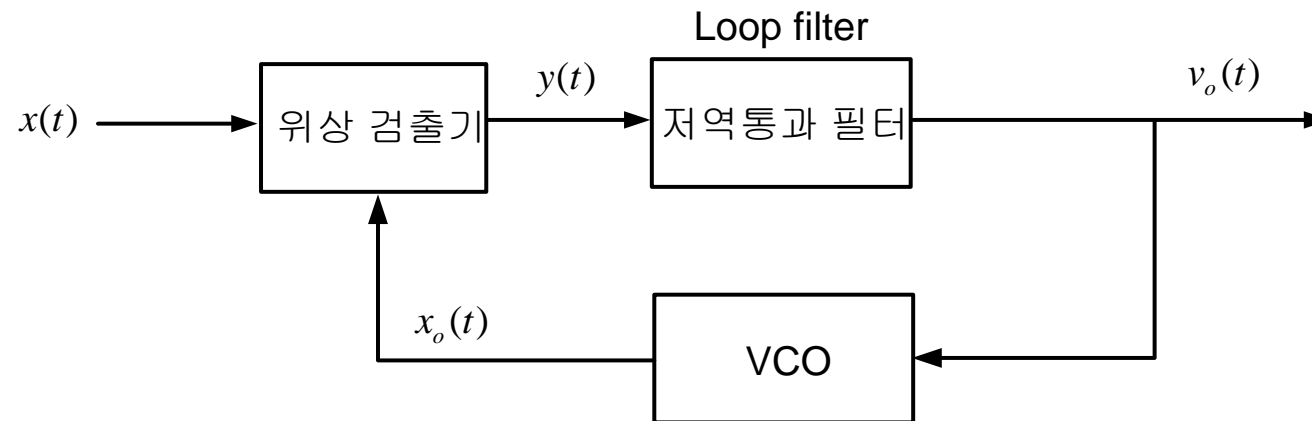 Loop filter
x(t)
위상 검출기
y(t)
저역통과 필터
v_o(t)
x_o(t)
VCO